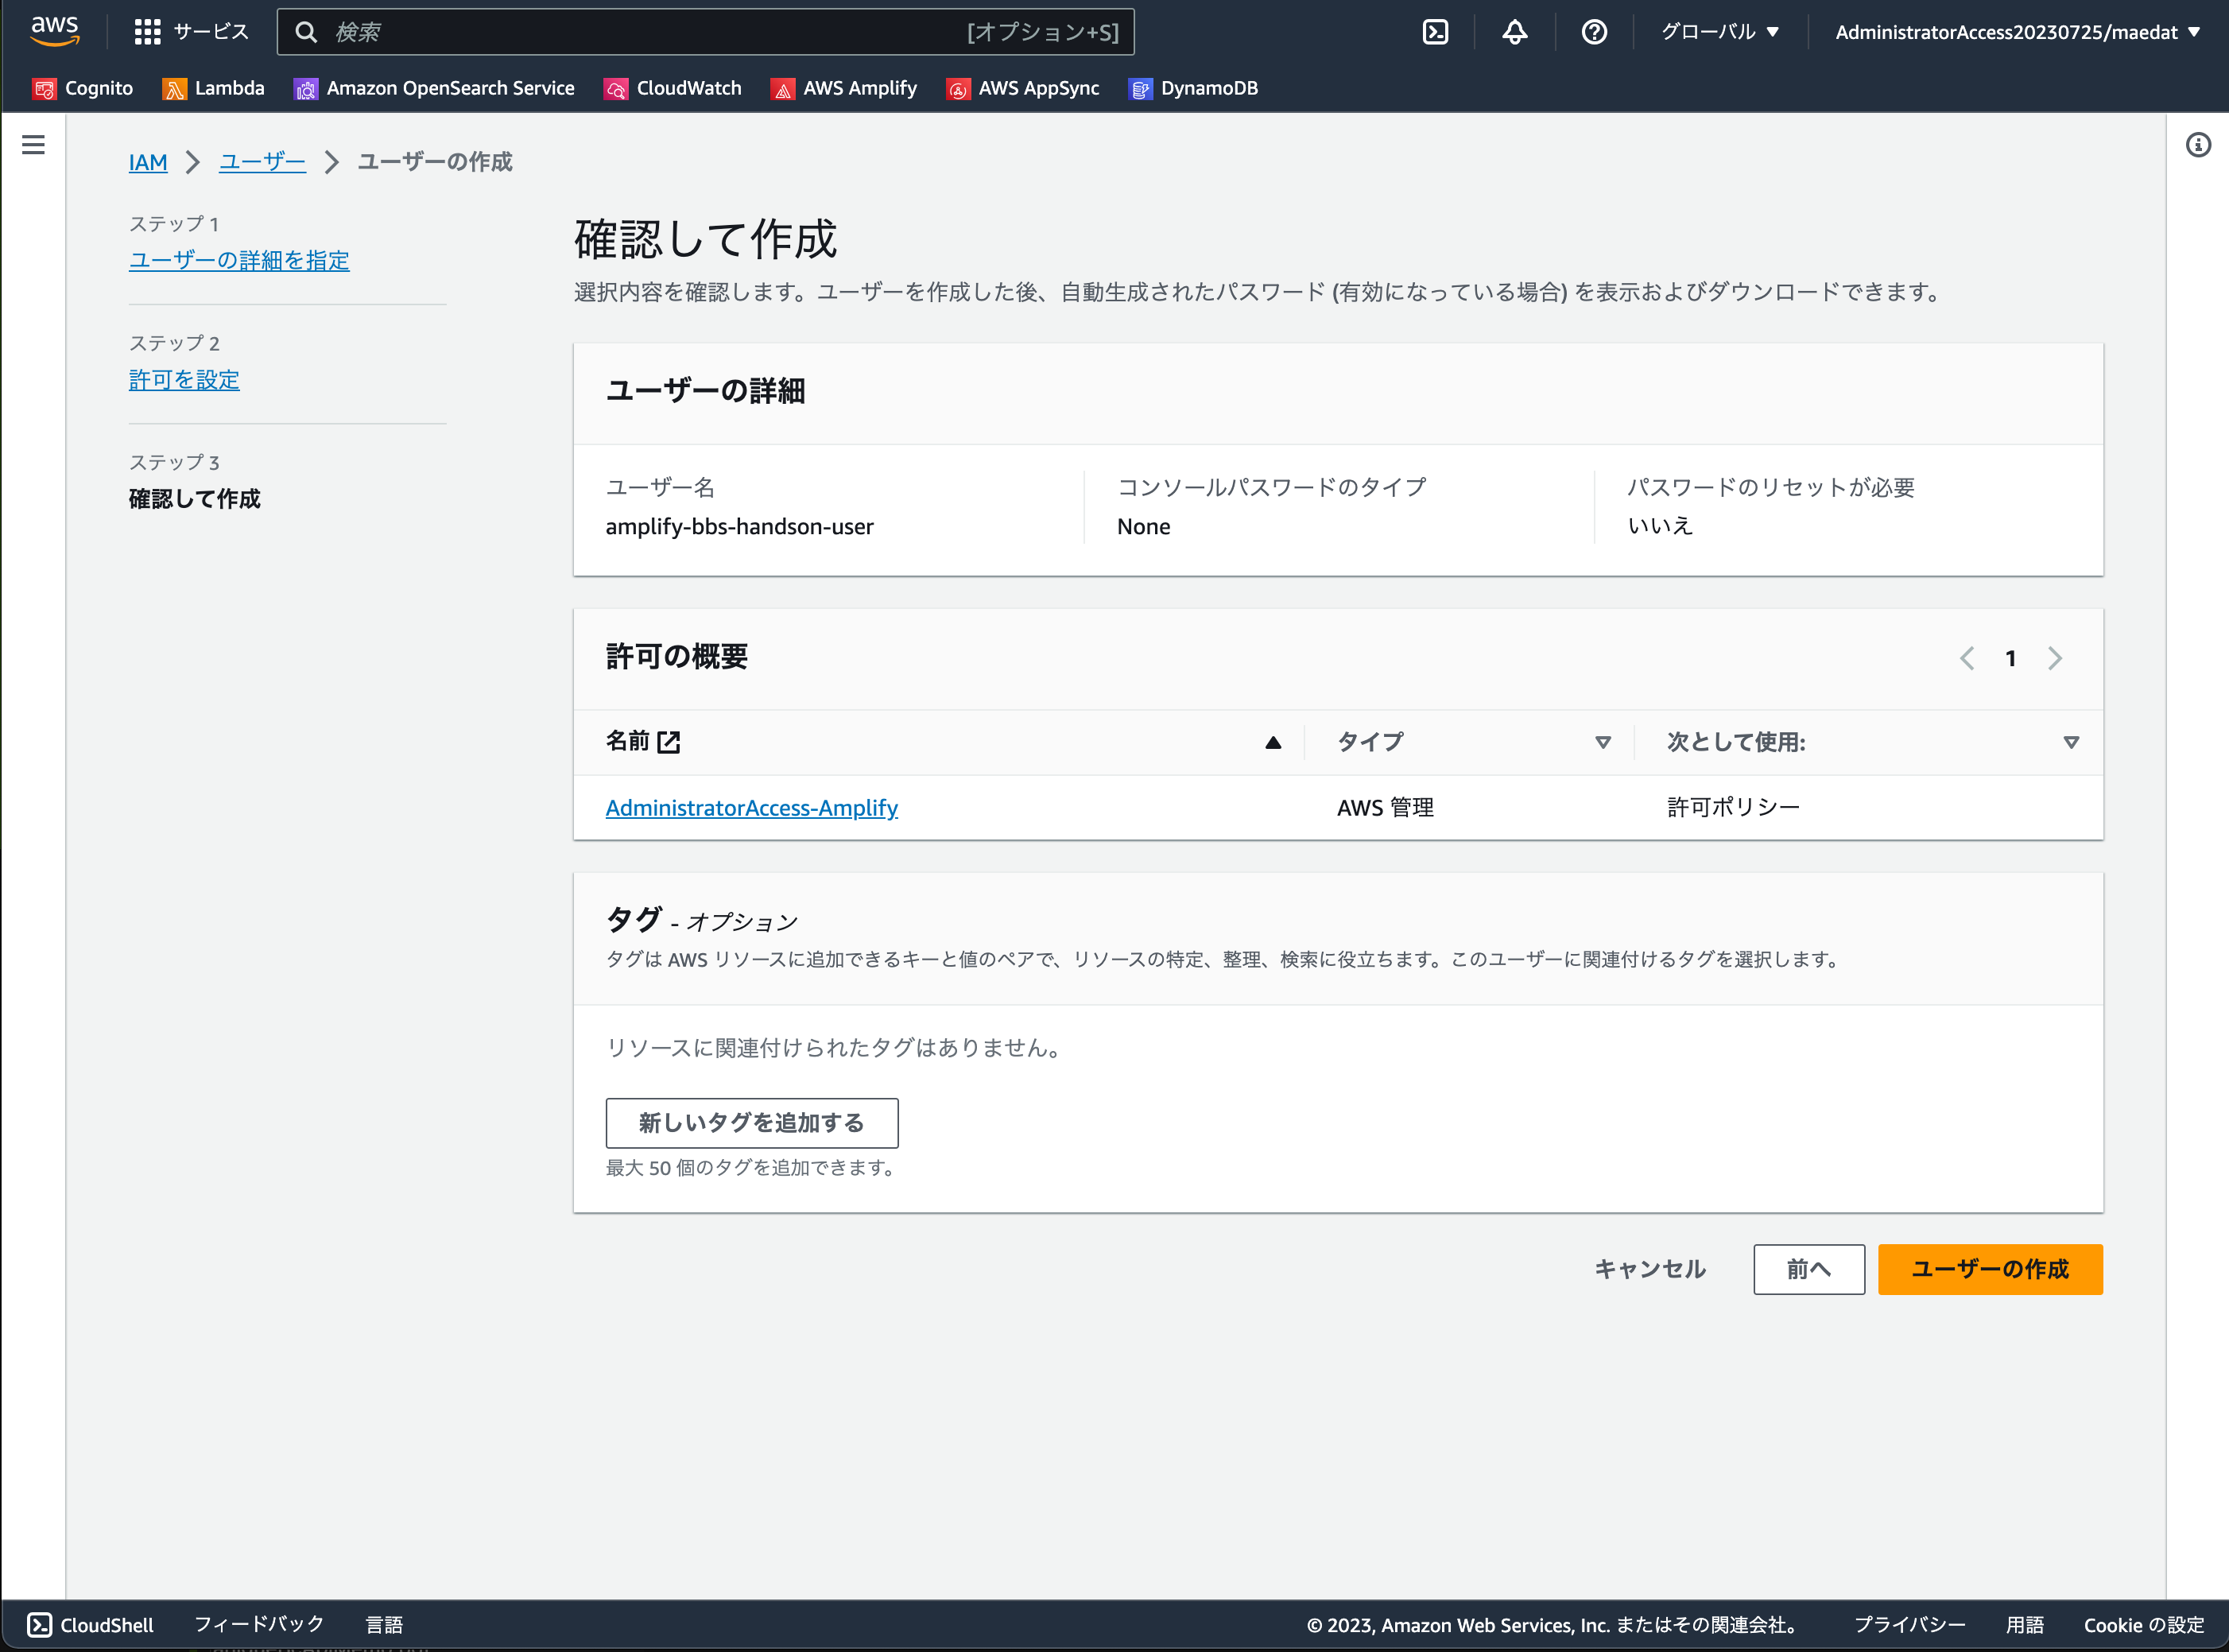 aws
サービス
検索
[オプション+S]
グローバル
AdministratorAccess20230725/maedat
Cognito
Lambda
Amazon OpenSearch Service
CloudWatch
AWS Amplify
AWS AppSync
DynamoDB
IAM
ユーザー
ユーザーの作成
ステップ 1
ユーザーの詳細を指定
ステップ 2
許可を設定
ステップ 3
確認して作成
確認して作成
選択内容を確認します。ユーザーを作成した後、自動生成されたパスワード (有効になっている場合) を表示およびダウンロードできます。
ユーザーの詳細
ユーザー名
amplify-bbs-handson-user
コンソールパスワードのタイプ
None
パスワードのリセットが必要
いいえ
許可の概要
1
名前
タイプ
次として使用:
AdministratorAccess-Amplify
AWS 管理
許可ポリシー
タグ - オプション
タグは AWS リソースに追加できるキーと値のペアで、リソースの特定、整理、検索に役立ちます。このユーザーに関連付けるタグを選択します。
リソースに関連付けられたタグはありません。
新しいタグを追加する
最大 50 個のタグを追加できます。
キャンセル
前へ
ユーザーの作成
CloudShell
フィードバック
言語
© 2023, Amazon Web Services, Inc. またはその関連会社。
プライバシー
用語
Cookie の設定